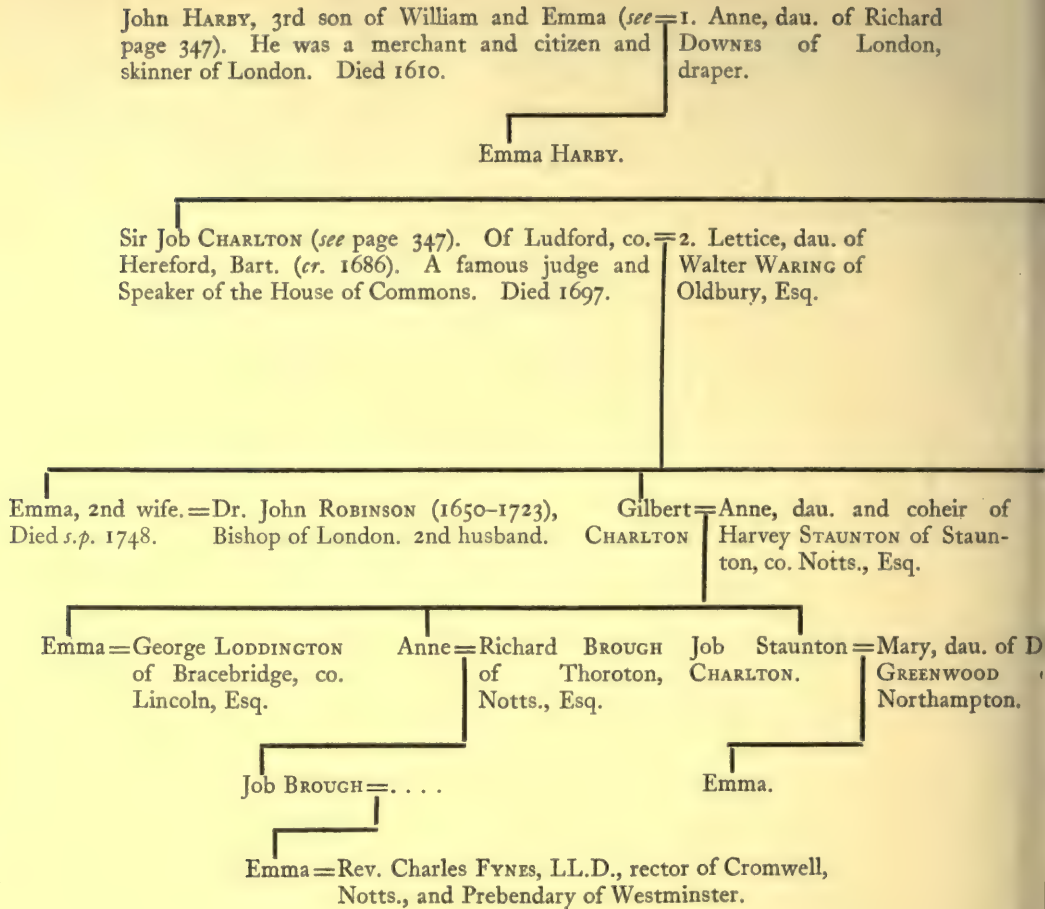 John HARBY, 3rd son of William and Emma (see=1. Anne, dau. of Richard
page 347). He was a merchant and citizen and DOWNES of London,
skinner of London. Died 1610. draper.
Emma HARBY.
Sir Job CHARLTON (see page 347). Of Ludford, co.=2. Lettice, dau. of
Hereford, Bart. (cr. 1686). A famous judge and Walter WARING of
Speaker of the House of Commons. Died 1697. Oldbury, Esq.
Emma, 2nd wife.=Dr. John ROBINSON (1650–1723), Gilbert=Anne, dau. and coheir of
Died s.p. 1748. Bishop of London. 2nd husband. CHARLTON Harvey STAUNTON of Staun-
ton, co. Notts., Esq.
Emma=George LODDINGTON Anne=Richard BROUGH Job Staunton=Mary, dau. of D
of Bracebridge, co. of Thoroton, CHARLTON. GREENWOOD
Lincoln, Esq. Notts., Esq. Northampton.
Job BROUGH=. . . . Emma.
Emma=Rev. Charles FYNES, LL.D., rector of Cromwell,
Notts., and Prebendary of Westminster.